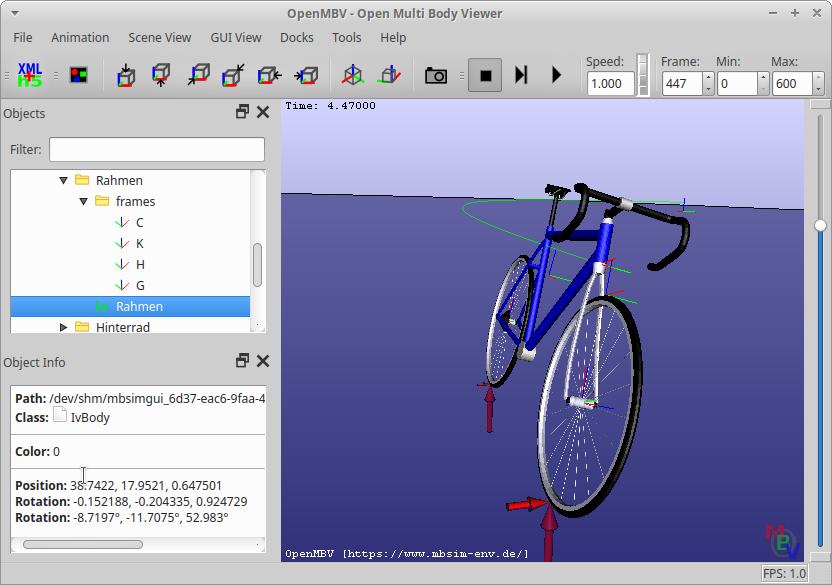 OpenMBV - Open Multi Body Viewer
File Animation Scene View GUI View Docks Tools Help
XML
h5
Speed: Frame: Min: Max:
1.000 447 0 600
Objects
Filter:
Rahmen
frames
C
K
H
G
Rahmen
Hinterrad
Object Info
Path: /dev/shm/mbsimgui_6d37-eac6-9faa-4
Class: IvBody
Color: 0
Position: 38.7422, 17.9521, 0.647501
Rotation: -0.152188, -0.204335, 0.924729
Rotation: -8.7197°, -11.7075°, 52.983°
Time: 4.47000
OpenMBV [https://www.mbsim-env.de/]
MPV
FPS: 1.0